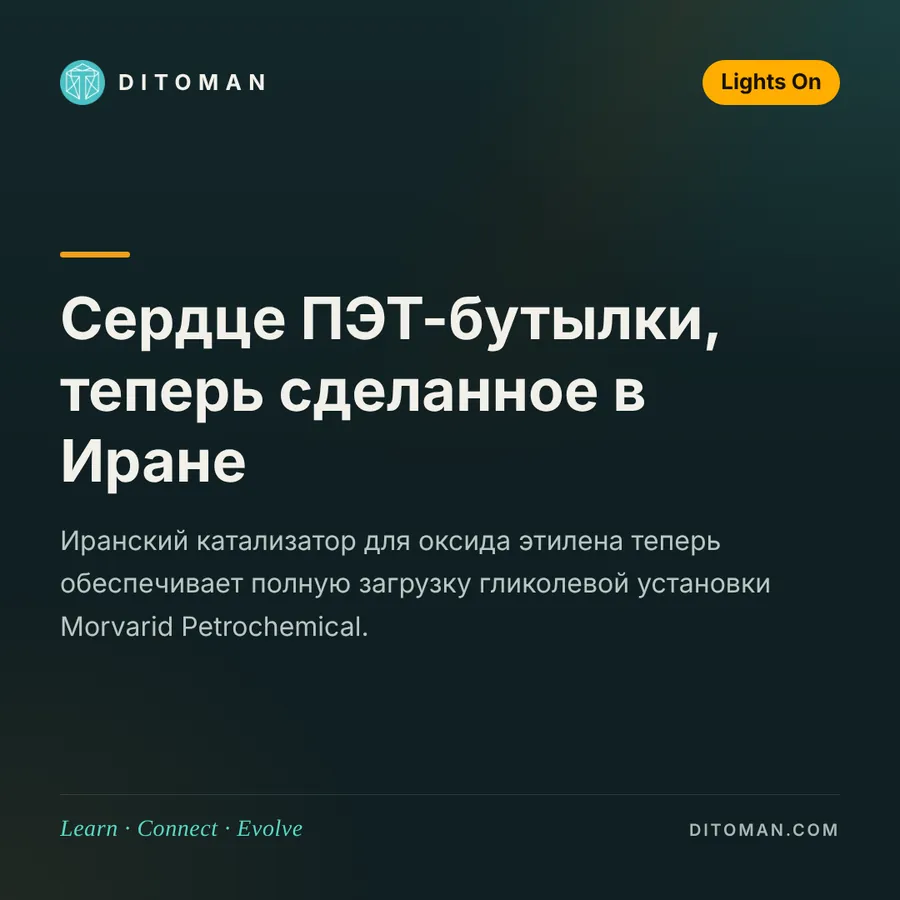 DITOMAN
Lights On
Сердце ПЭТ-бутылки,
теперь сделанное в
Иране
Иранский катализатор для оксида этилена теперь
обеспечивает полную загрузку гликолевой установки
Morvarid Petrochemical.
Learn · Connect · Evolve
DITOMAN.COM